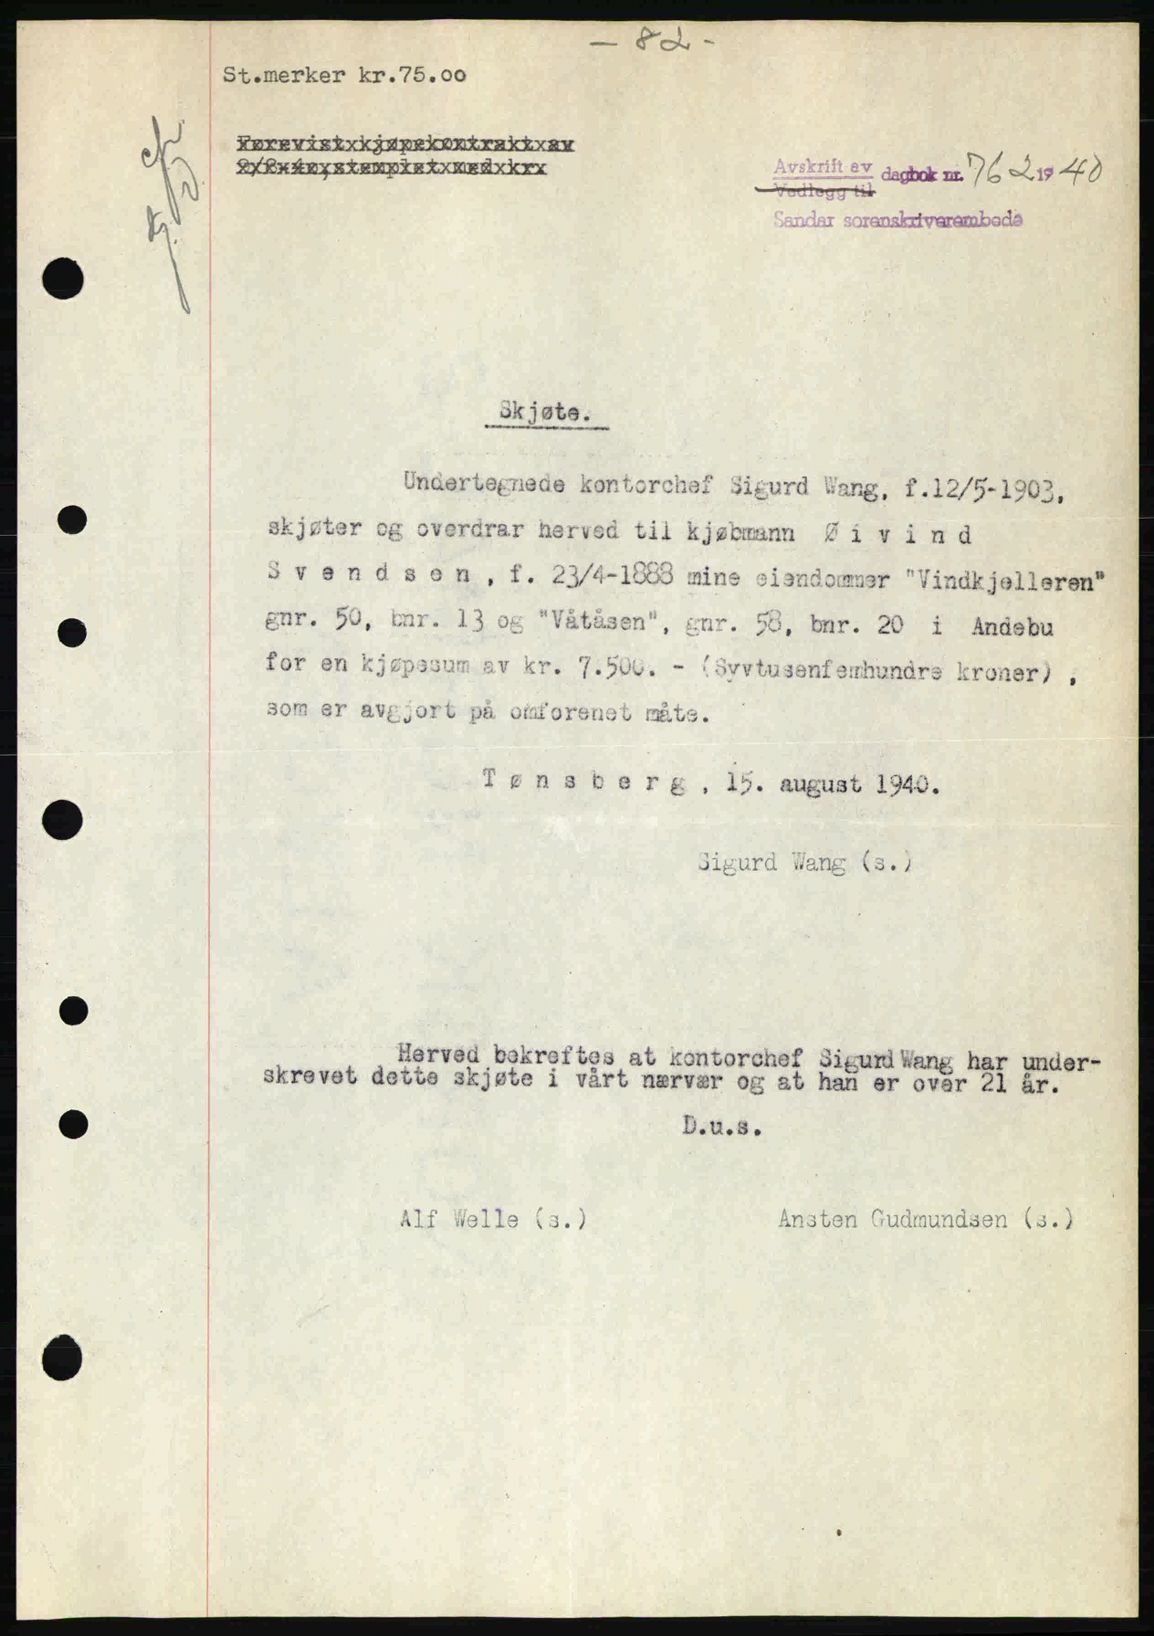 - 82 -
St.merker kr.75.00
Forevist kjøpekontrakt av
Avskrift av dagbok nr. 762 1940
Vedlegg til
Sandar sorenskriverembede
Skjøte.
Undertegnede kontorchef Sigurd Wang, f.12/5-1903,
skjøter og overdrar herved til kjøbmann Ø i v i n d
S v e n d s e n , f. 23/4-1888 mine eiendommer "Vindkjelleren"
gnr. 50, bnr. 13 og "Våtåsen", gnr. 58, bnr. 20 i Andebu
for en kjøpesum av kr. 7.500. - (Syvtusenfemhundre kroner) ,
som er avgjort på omforenet måte.
T ø n s b e r g , 15. august 1940.
Sigurd Wang (s.)
Herved bekreftes at kontorchef Sigurd Wang har under-
skrevet dette skjøte i vårt nærvær og at han er over 21 år.
D.u.s.
Alf Welle (s.) Ansten Gudmundsen (s.)